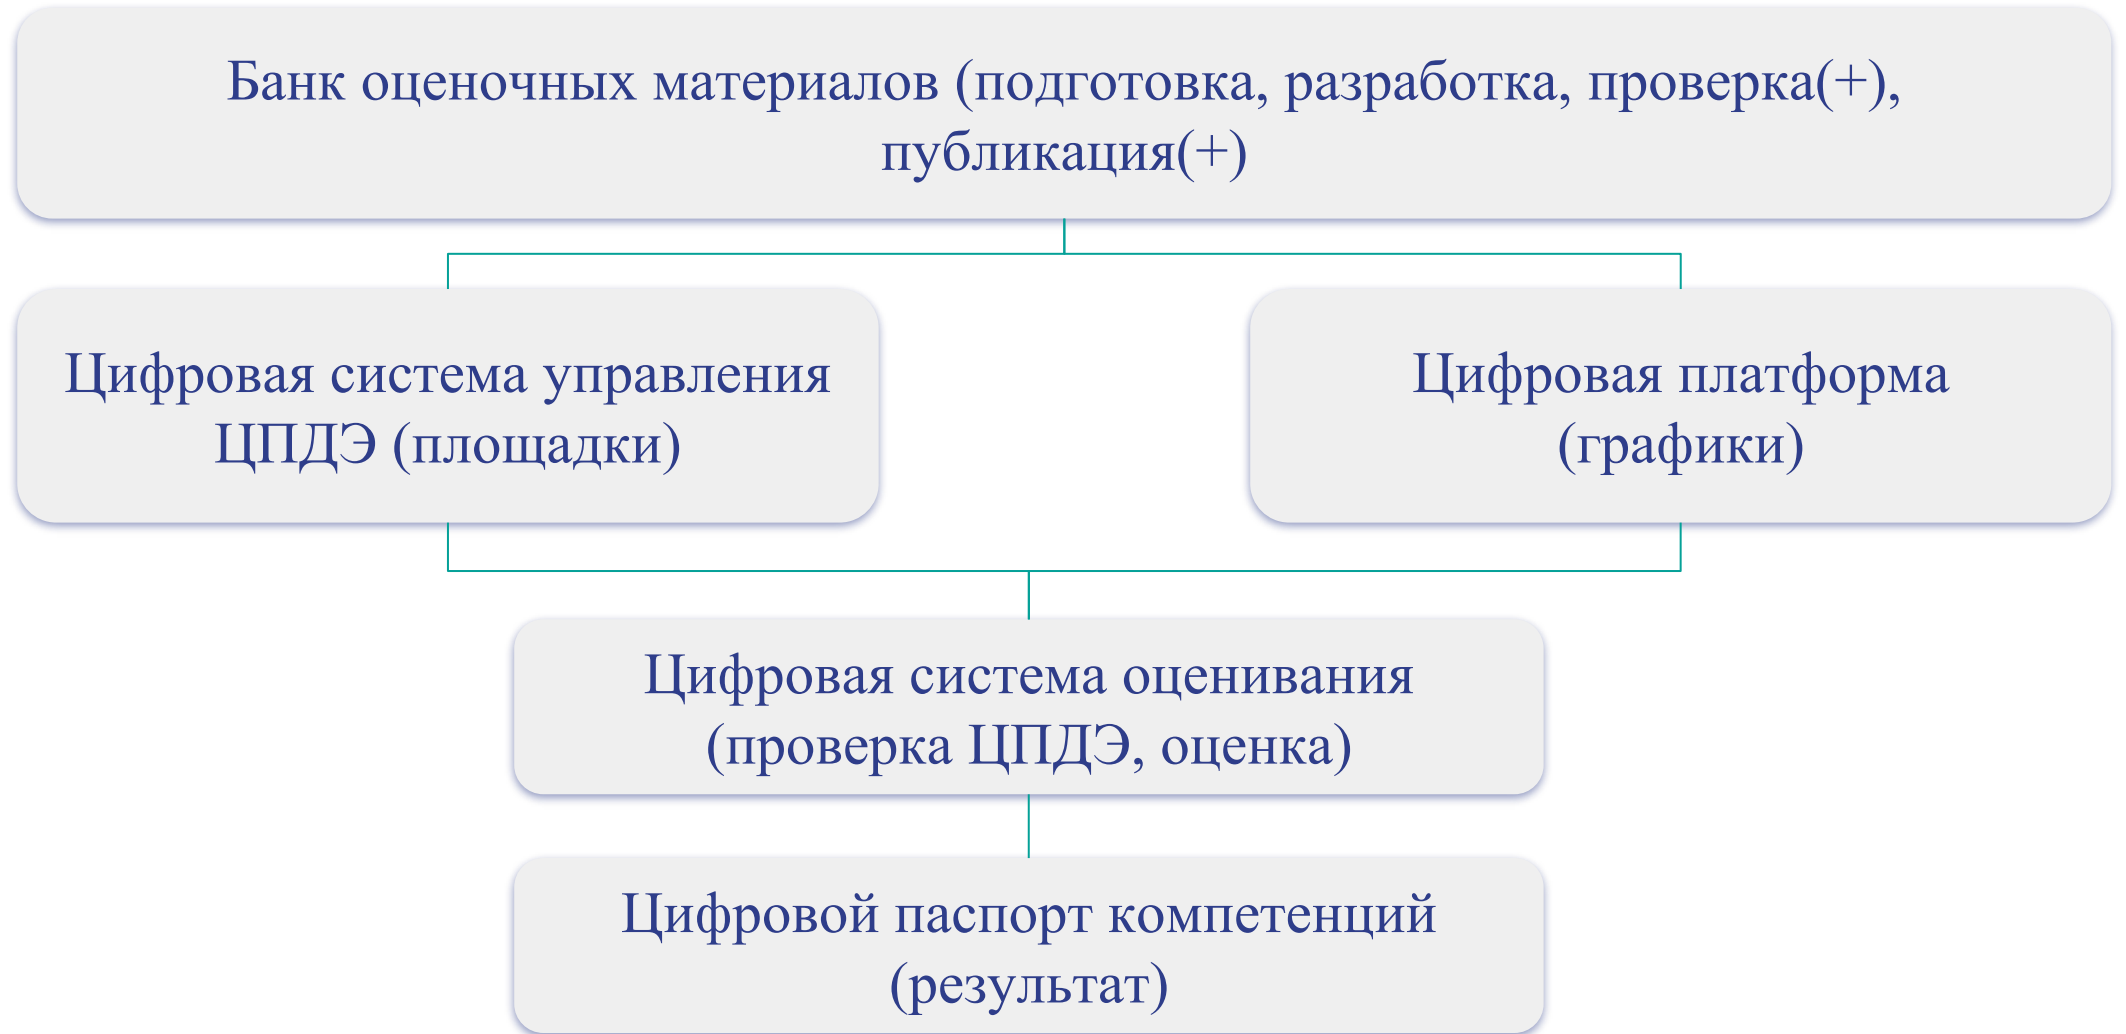 Банк оценочных материалов (подготовка, разработка, проверка(+),
публикация(+)
Цифровая система управления
ЦПДЭ (площадки)
Цифровая платформа
(графики)
Цифровая система оценивания
(проверка ЦПДЭ, оценка)
Цифровой паспорт компетенций
(результат)